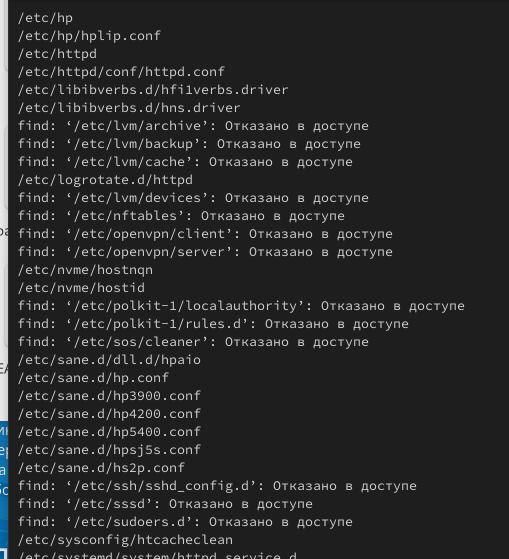 /etc/hp
/etc/hp/hplip.conf
/etc/httpd
/etc/httpd/conf/httpd.conf
/etc/libibverbs.d/hfi1verbs.driver
/etc/libibverbs.d/hns.driver
find: ‘/etc/lvm/archive’: Отказано в доступе
find: ‘/etc/lvm/backup’: Отказано в доступе
find: ‘/etc/lvm/cache’: Отказано в доступе
/etc/logrotate.d/httpd
find: ‘/etc/lvm/devices’: Отказано в доступе
find: ‘/etc/nftables’: Отказано в доступе
find: ‘/etc/openvpn/client’: Отказано в доступе
find: ‘/etc/openvpn/server’: Отказано в доступе
/etc/nvme/hostnqn
/etc/nvme/hostid
find: ‘/etc/polkit-1/localauthority’: Отказано в доступе
find: ‘/etc/polkit-1/rules.d’: Отказано в доступе
find: ‘/etc/sos/cleaner’: Отказано в доступе
/etc/sane.d/dll.d/hpaio
/etc/sane.d/hp.conf
/etc/sane.d/hp3900.conf
/etc/sane.d/hp4200.conf
/etc/sane.d/hp5400.conf
/etc/sane.d/hpsj5s.conf
/etc/sane.d/hs2p.conf
find: ‘/etc/ssh/sshd_config.d’: Отказано в доступе
find: ‘/etc/sssd’: Отказано в доступе
find: ‘/etc/sudoers.d’: Отказано в доступе
/etc/sysconfig/htcacheclean
/etc/systemd/system/httpd.service.d